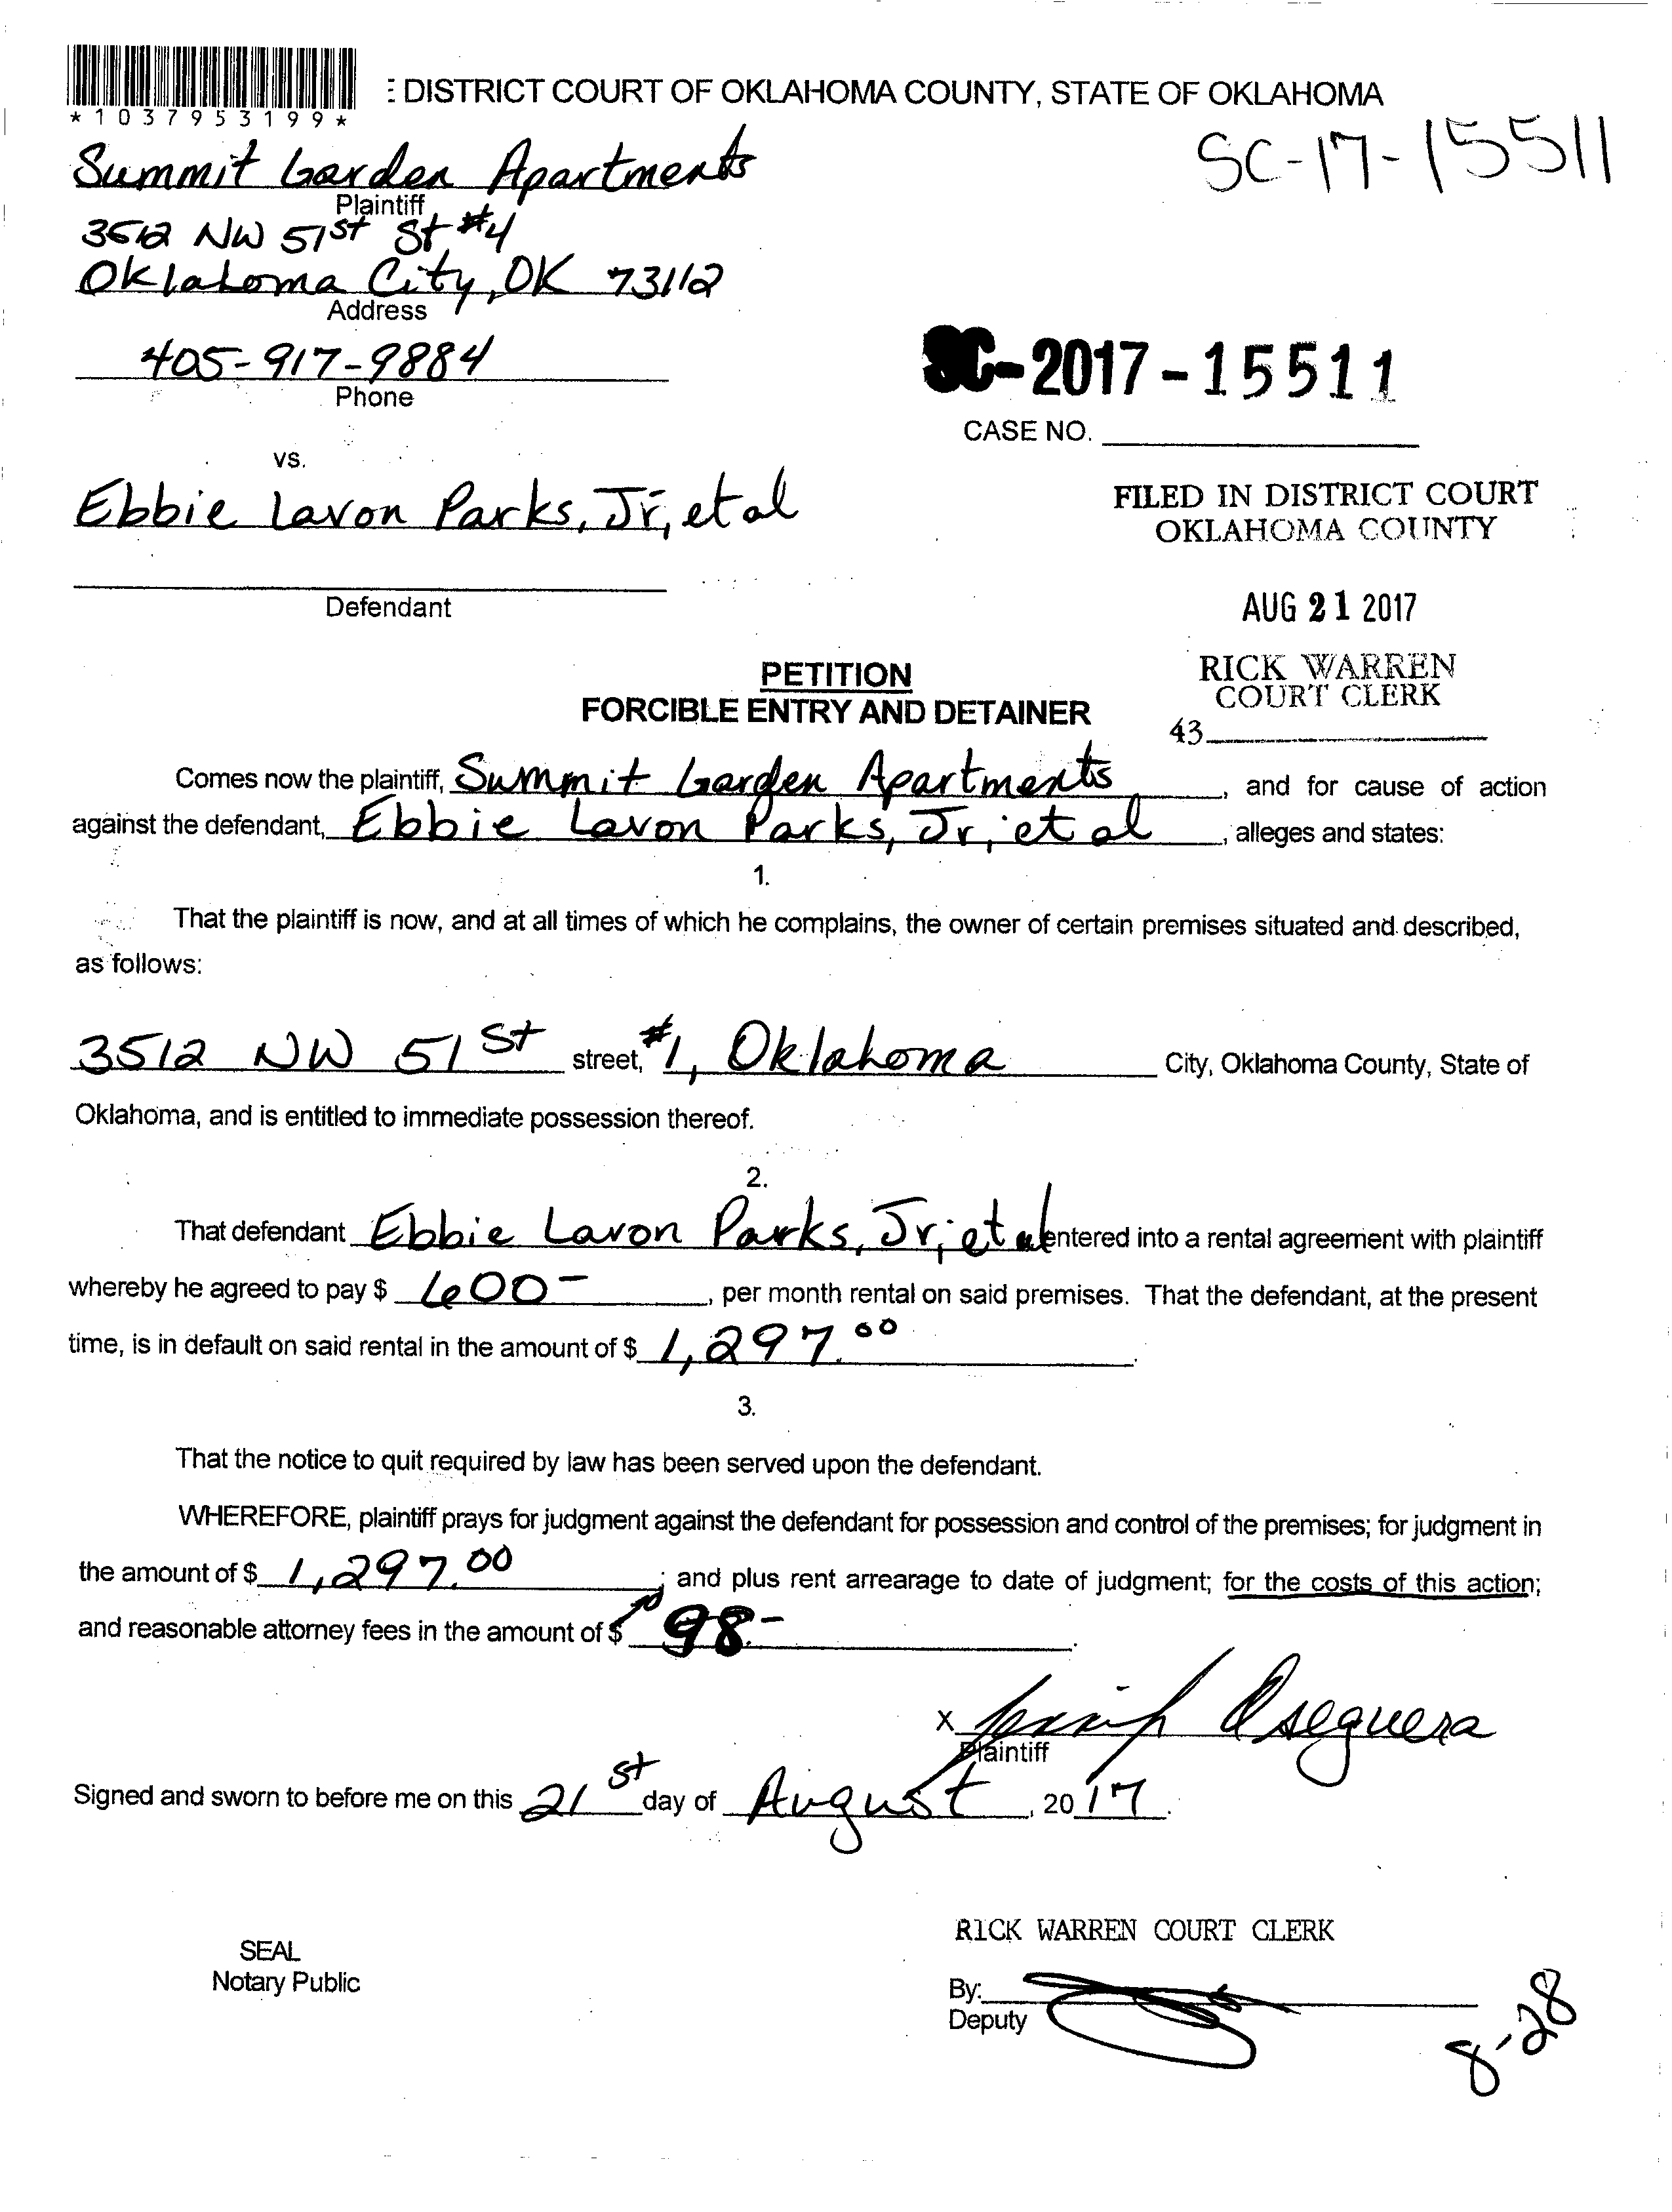 : DISTRICT COURT OF OKLAHOMA COUNTY, STATE OF OKLAHOMA
*1037953199*
SC-17-15511
Summit Garden Apartments
Plaintiff
3512 NW 51st St #4
Oklahoma City, OK 73112
Address
405-917-9884
Phone
SC-2017-15511
CASE NO.
vs.
Ebbie Lavon Parks, Jr, et al
Defendant
FILED IN DISTRICT COURT
OKLAHOMA COUNTY
AUG 21 2017
RICK WARREN
COURT CLERK
43
PETITION
FORCIBLE ENTRY AND DETAINER
Comes now the plaintiff, Summit Garden Apartments, and for cause of action
against the defendant, Ebbie Lavon Parks, Jr, et al, alleges and states:
1.
That the plaintiff is now, and at all times of which he complains, the owner of certain premises situated and described,
as follows:
3512 NW 51 st street, #1, Oklahoma City, Oklahoma County, State of
Oklahoma, and is entitled to immediate possession thereof.
2.
That defendant Ebbie Lavon Parks, Jr, et al entered into a rental agreement with plaintiff
whereby he agreed to pay $ 600-, per month rental on said premises. That the defendant, at the present
time, is in default on said rental in the amount of $ 1,297.00.
3.
That the notice to quit required by law has been served upon the defendant.
WHEREFORE, plaintiff prays for judgment against the defendant for possession and control of the premises; for judgment in
the amount of $ 1,297.00; and plus rent arrearage to date of judgment; for the costs of this action;
and reasonable attorney fees in the amount of $ 98.-.
X Oseguera
Plaintiff
Signed and sworn to before me on this 21st day of August, 2017.
SEAL
Notary Public
RICK WARREN COURT CLERK
By:
Deputy
8-28